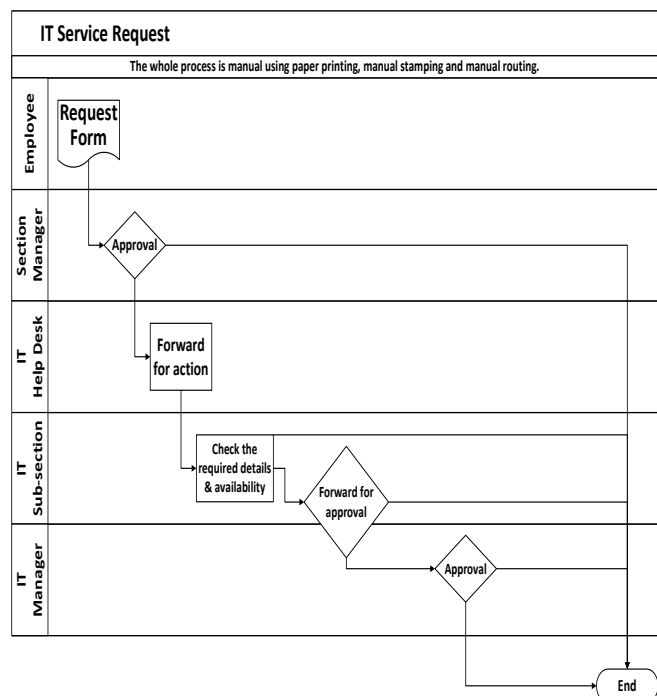 IT Service Request
The whole process is manual using paper printing, manual stamping and manual routing.
Employee
Request
Form
Section
Manager
Approval
IT
Help Desk
Forward
for action
IT
Sub-section
Check the
required details
& availability
Forward for
approval
IT
Manager
Approval
End